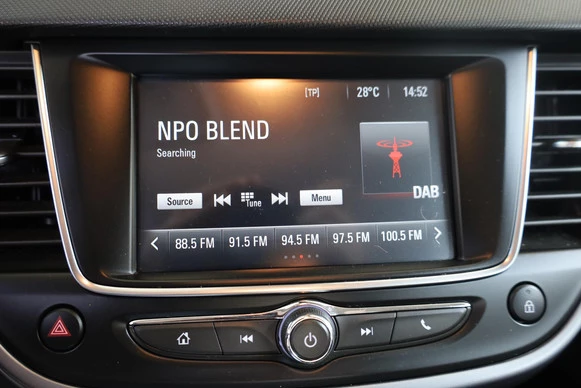 [TP] 28°C 14:52
NPO BLEND
Searching
DAB
Source Tune Menu
88.5 FM 91.5 FM 94.5 FM 97.5 FM 100.5 FM